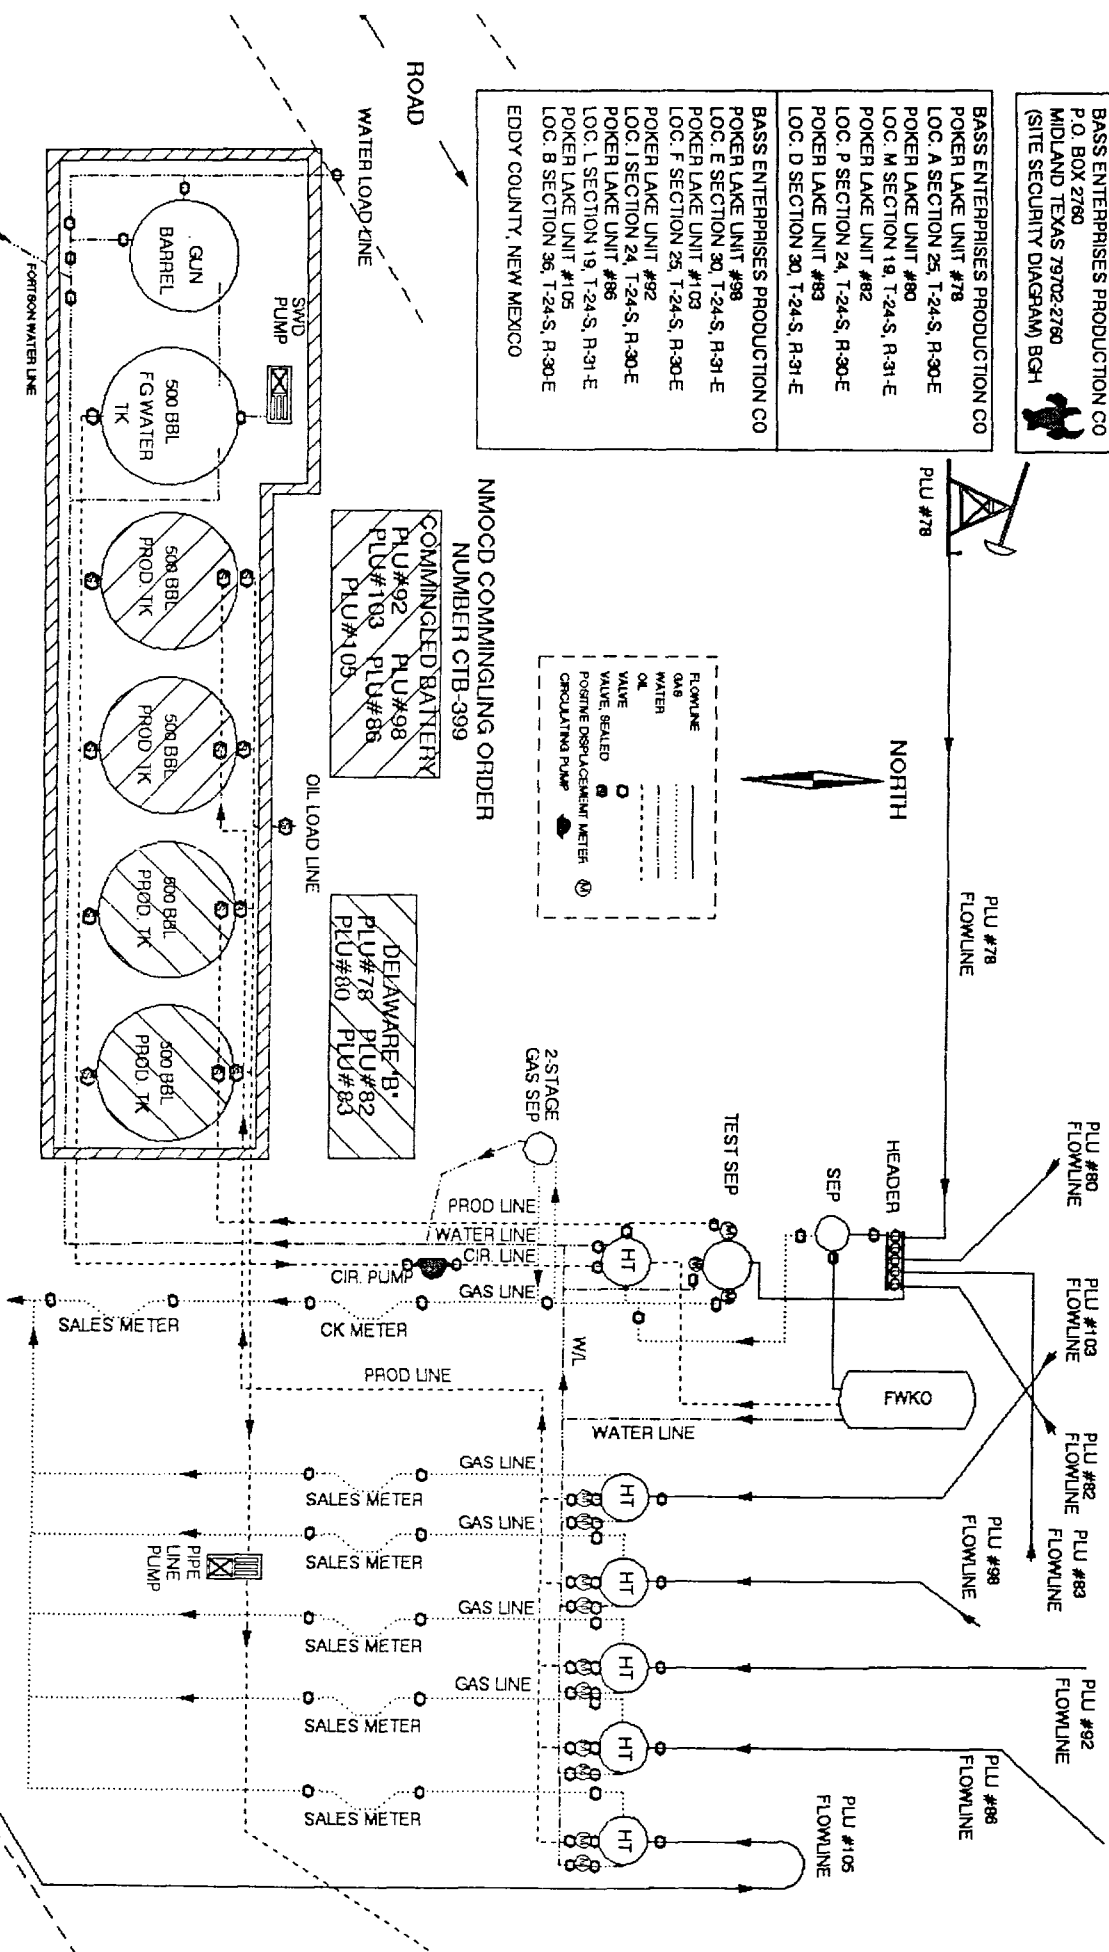 BASS ENTERPRISES PRODUCTION CO
P.O. BOX 2760
MIDLAND TEXAS 79702-2760
(SITE SECURITY DIAGRAM) BGH
BASS ENTERPRISES PRODUCTION CO
POKER LAKE UNIT #78
LOC. A SECTION 25, T-24-S, R-30-E
POKER LAKE UNIT #80
LOC. M SECTION 19, T-24-S, R-31-E
POKER LAKE UNIT #82
LOC. P SECTION 24, T-24-S, R-30-E
POKER LAKE UNIT #83
LOC. D SECTION 30, T-24-S, R-31-E
BASS ENTERPRISES PRODUCTION CO
POKER LAKE UNIT #98
LOC. E SECTION 30, T-24-S, R-31-E
POKER LAKE UNIT #103
LOC. F SECTION 25, T-24-S, R-30-E
POKER LAKE UNIT #92
LOC. I SECTION 24, T-24-S, R-30-E
POKER LAKE UNIT #86
LOC. L SECTION 19, T-24-S, R-31-E
POKER LAKE UNIT #105
LOC. B SECTION 36, T-24-S, R-30-E
EDDY COUNTY, NEW MEXICO
ROAD
WATER LOAD LINE
PLU #78
NORTH
PLU #78
FLOWLINE
FLOWLINE
GAS
WATER
OIL
VALVE
VALVE, SEALED
POSITIVE DISPLACEMENT METER
M
CIRCULATING PUMP
NMOCD COMMINGLING ORDER
NUMBER CTB-399
COMMINGLED BATTERY
PLU#92 PLU#98
PLU#103 PLU#86
PLU#105
DELAWARE "B"
PLU#78 PLU#82
PLU#80 PLU#83
OIL LOAD LINE
SWD
PUMP
GUN
BARREL
500 BBL
FG WATER
TK
500 BBL
PROD. TK
500 BBL
PROD TK
500 BBL
PROD. TK
500 BBL
PROD. TK
FORTSON WATER LINE
PLU #80
FLOWLINE
PLU #103
FLOWLINE
PLU #82
FLOWLINE
PLU #83
FLOWLINE
PLU #98
FLOWLINE
PLU #92
FLOWLINE
PLU #86
FLOWLINE
PLU #105
FLOWLINE
HEADER
SEP
TEST SEP
2-STAGE
GAS SEP
FWKO
HT
PROD LINE
WATER LINE
CIR. LINE
CIR. PUMP
GAS LINE
CK METER
SALES METER
W/L
WATER LINE
PROD LINE
HT
HT
HT
HT
HT
GAS LINE
GAS LINE
GAS LINE
GAS LINE
SALES METER
SALES METER
SALES METER
SALES METER
SALES METER
PIPE
LINE
PUMP